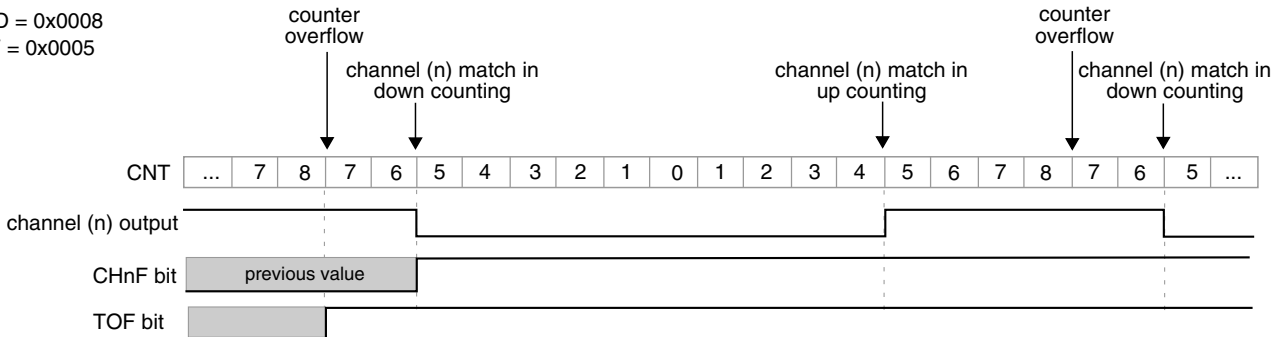 D = 0x0008
= 0x0005
counter
overflow
channel (n) match in
down counting
channel (n) match in
up counting
counter
overflow
channel (n) match in
down counting
CNT ... 7 8 7 6 5 4 3 2 1 0 1 2 3 4 5 6 7 8 7 6 5 ...
channel (n) output
CHnF bit previous value
TOF bit